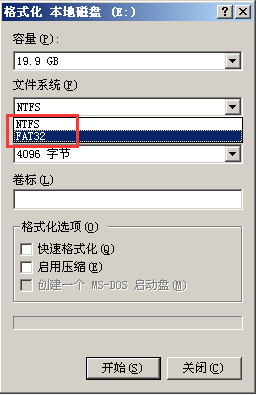 格式化 本地磁盘 (E:)
容量(P):
19.9 GB
文件系统(F)
NTFS
NTFS
FAT32
4096 字节
卷标(L)
格式化选项(O)
快速格式化(Q)
启用压缩(E)
创建一个 MS-DOS 启动盘(M)
开始(S)
关闭(C)